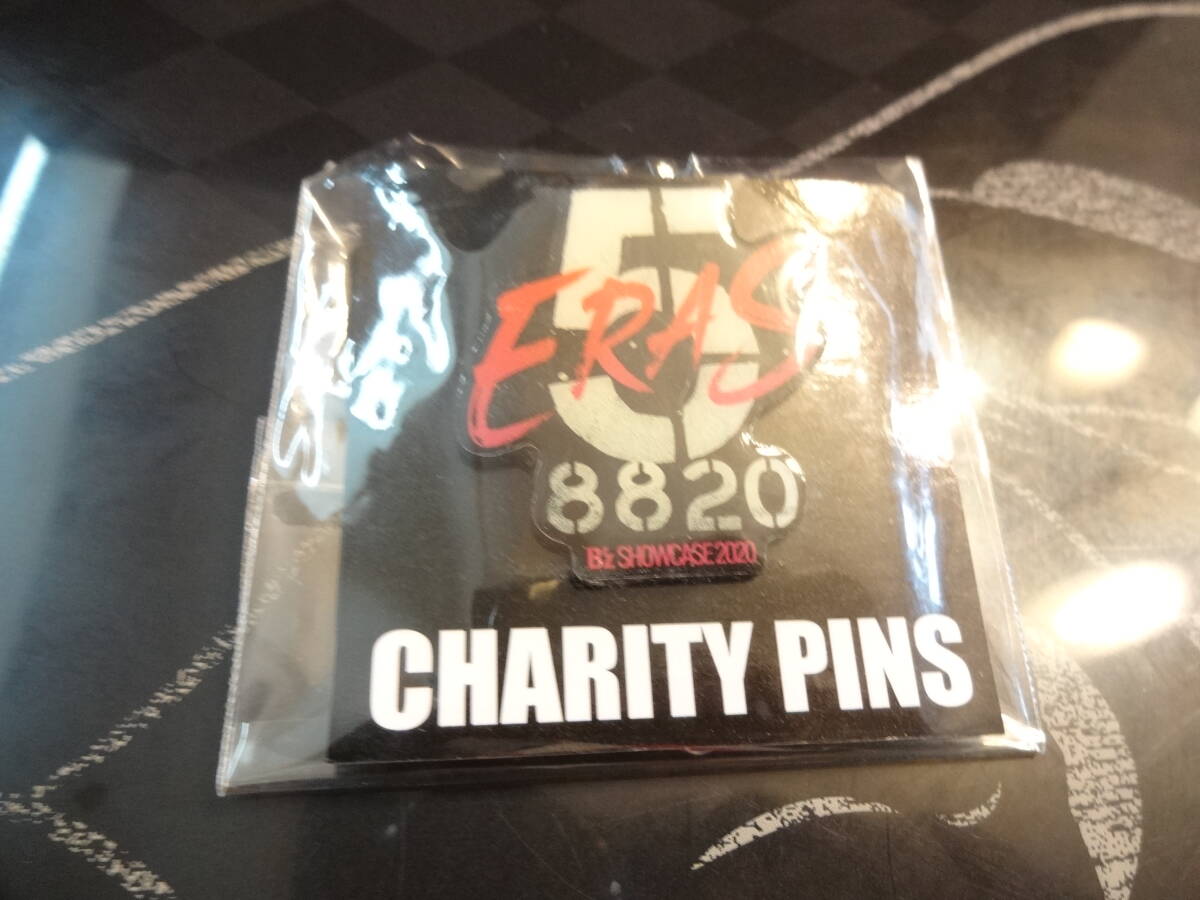 5
ERAS
8820
B'z SHOWCASE 2020
CHARITY PINS